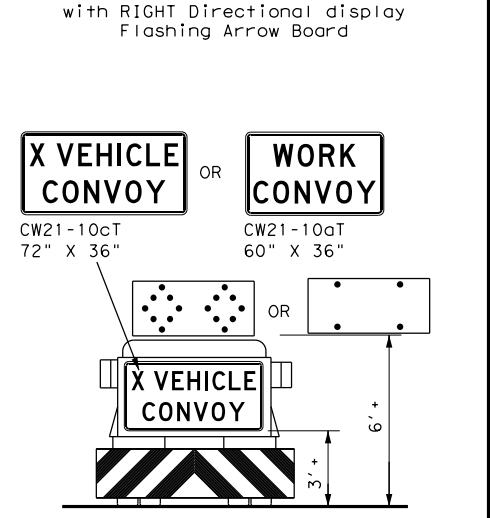 with RIGHT Directional display
Flashing Arrow Board
X VEHICLE
CONVOY
OR
WORK
CONVOY
CW21-10cT
72" X 36"
CW21-10aT
60" X 36"
OR
X VEHICLE
CONVOY
6' +
3' +